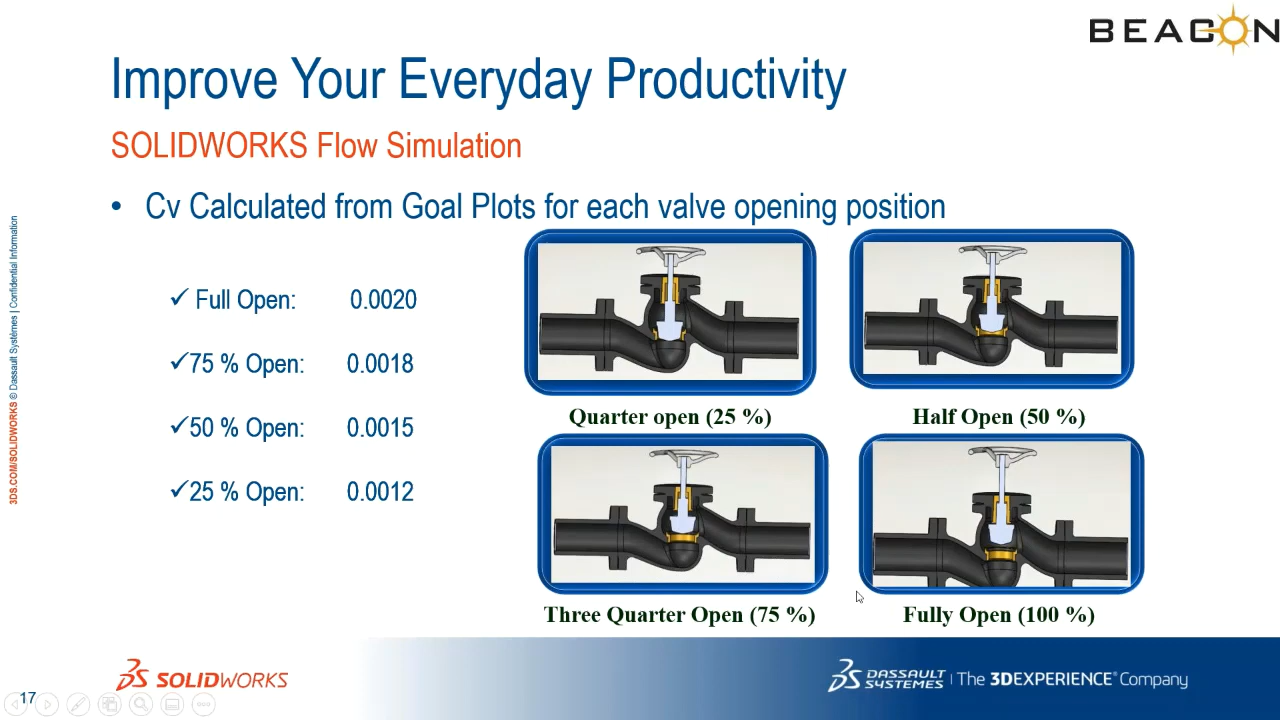 BEACON
Improve Your Everyday Productivity
SOLIDWORKS Flow Simulation
• Cv Calculated from Goal Plots for each valve opening position
✓ Full Open: 0.0020
✓75 % Open: 0.0018
✓50 % Open: 0.0015
✓25 % Open: 0.0012
Quarter open (25 %)
Half Open (50 %)
Three Quarter Open (75 %)
Fully Open (100 %)
3DS.COM/SOLIDWORKS © Dassault Systèmes | Confidential Information
17
SOLIDWORKS
DASSAULT SYSTEMES | The 3DEXPERIENCE® Company